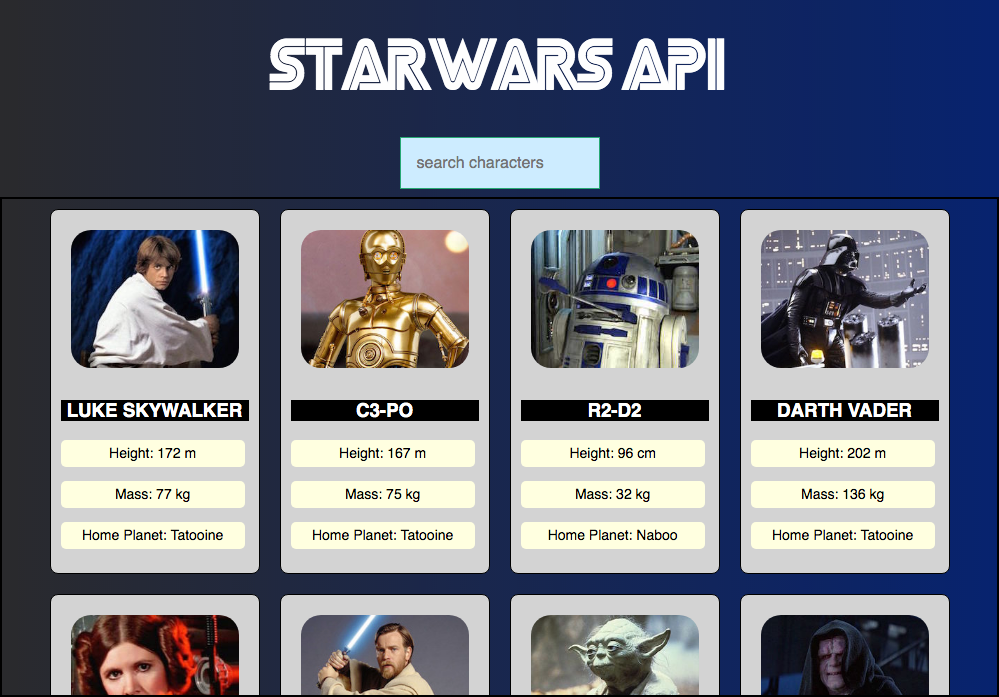 STARWARS API
search characters
LUKE SKYWALKER
Height: 172 m
Mass: 77 kg
Home Planet: Tatooine
C3-PO
Height: 167 m
Mass: 75 kg
Home Planet: Tatooine
R2-D2
Height: 96 cm
Mass: 32 kg
Home Planet: Naboo
DARTH VADER
Height: 202 m
Mass: 136 kg
Home Planet: Tatooine